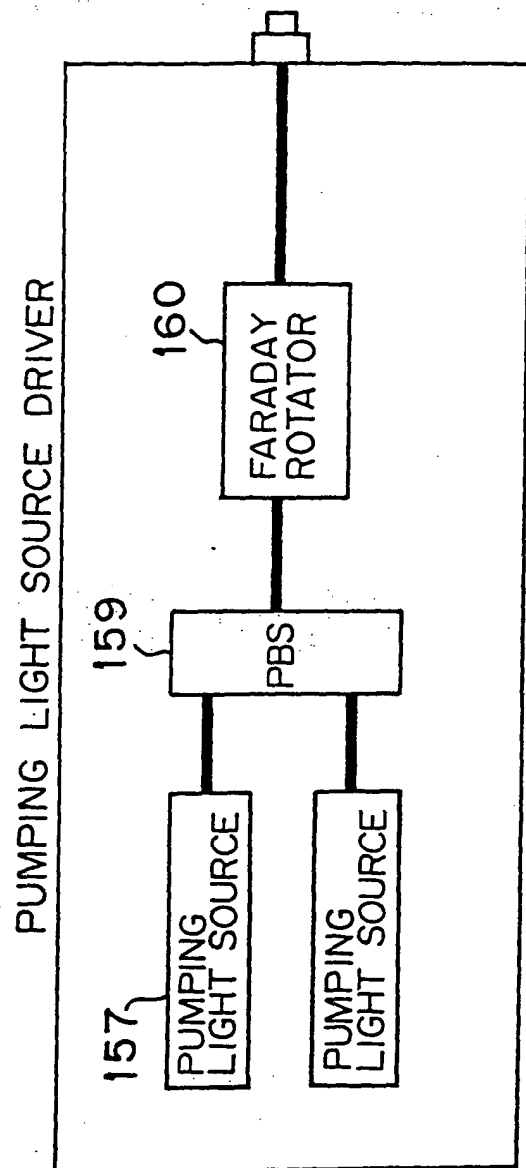 PUMPING LIGHT SOURCE DRIVER
157
PUMPING
LIGHT SOURCE
PUMPING
LIGHT SOURCE
159
PBS
160
FARADAY
ROTATOR